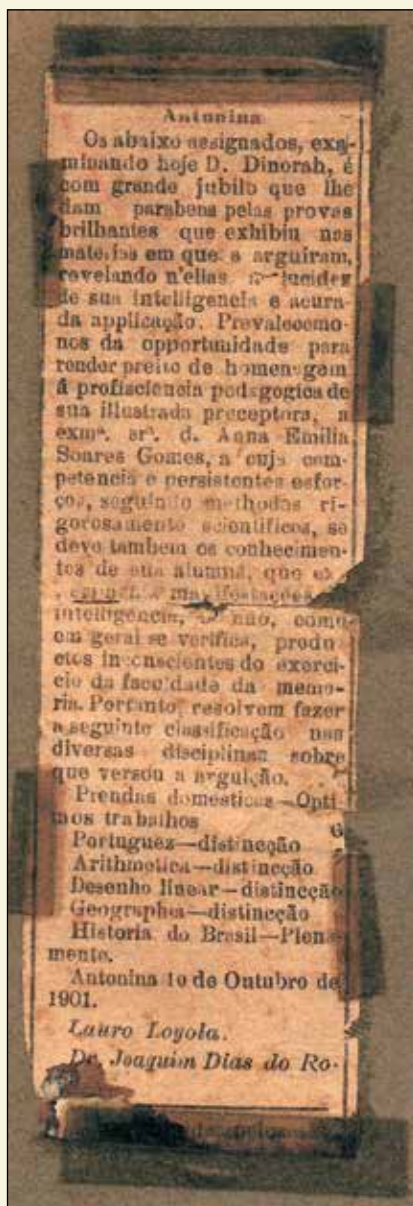 Antonina
Os abaixo assignados, exa-
minando hoje D. Dinorah, é
com grande jubilo que lhe
dam parabens pelas provas
brilhantes que exhibiu nas
materias em que a arguiram,
revelando n'ellas a lucidez
de sua intelligencia e acura-
da applicação. Prevalecemo-
nos da opportunidade para
render preito de homenagem
á profisciencia pedagogica de
sua illustrada preceptora, a
exmª. srª. d. Anna Emilia
Soares Gomes, a cuja com-
petencia e persistentes esfor-
ços, seguindo methodos ri-
gorosamente scientificos, se
deve tambem os conhecimen-
tos de sua alumna, que
manifestações
intelligencia, e não, como
em geral se verifica, produ
ctos inconscientes do exerci-
cio da faculdade da memo-
ria. Portanto, resolvem fazer
a seguinte classificação nas
diversas disciplinas sobre
que versou a arguição.
Prendas domesticas—Opti
mos trabalhos
Portuguez—distincção
Arithmetica—distincção
Desenho linear—distincção
Geographia—distincção
Historia do Brasil—Plena
mente.
Antonina 10 de Outubro de
1901.
Lauro Loyola.
Dr. Joaquim Dias do Ro-